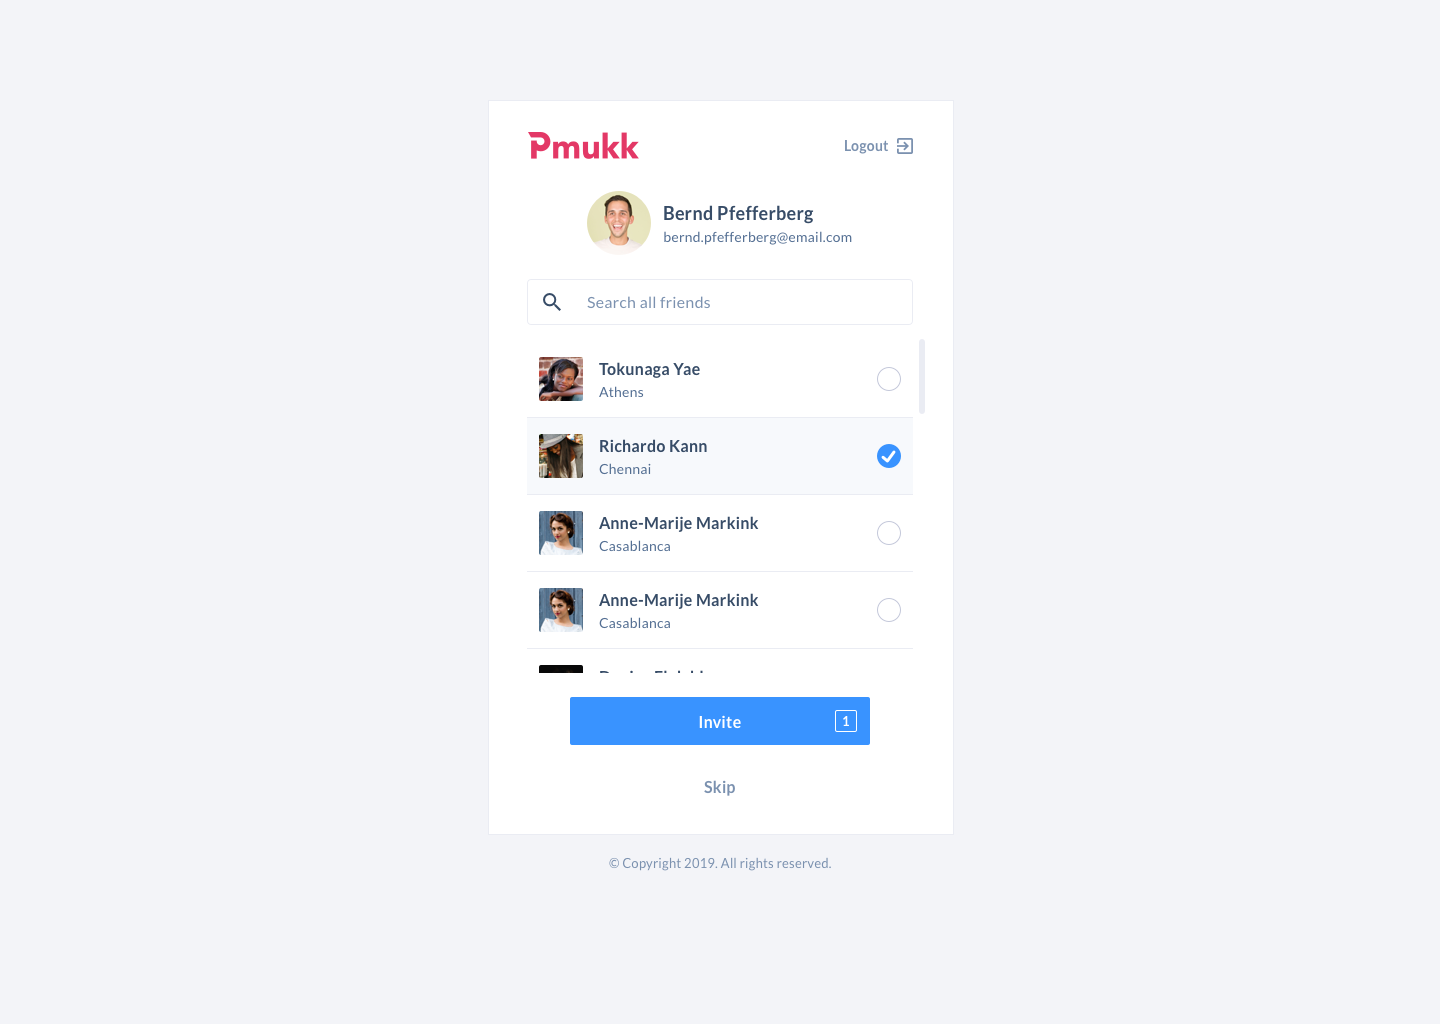 Pmukk
Logout
Bernd Pfefferberg
bernd.pfefferberg@email.com
Search all friends
Tokunaga Yae
Athens
Richardo Kann
Chennai
Anne-Marije Markink
Casablanca
Anne-Marije Markink
Casablanca
Invite 1
Skip
© Copyright 2019. All rights reserved.